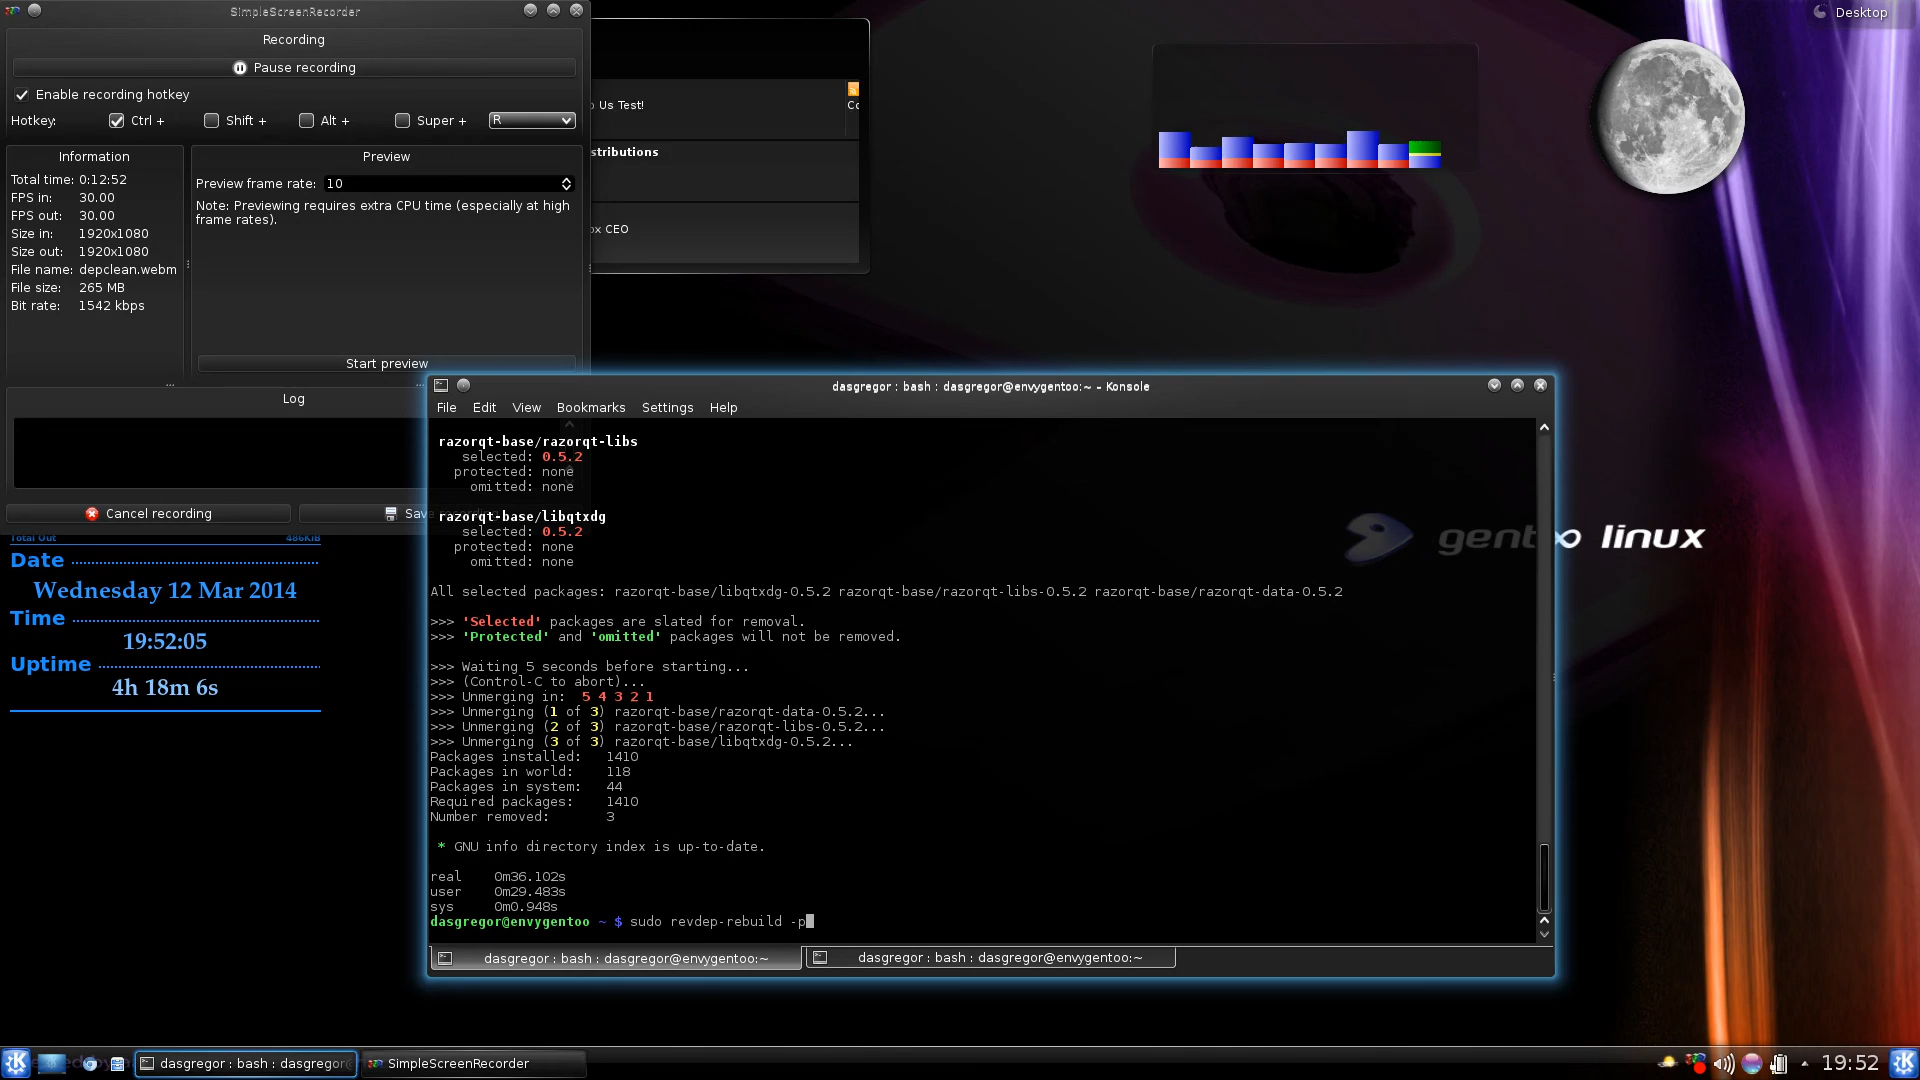 SimpleScreenRecorder
Recording
Pause recording
Enable recording hotkey
Hotkey: Ctrl + Shift + Alt + Super + R
Information
Total time: 0:12:52
FPS in: 30.00
FPS out: 30.00
Size in: 1920x1080
Size out: 1920x1080
File name: depclean.webm
File size: 265 MB
Bit rate: 1542 kbps
Preview
Preview frame rate: 10
Note: Previewing requires extra CPU time (especially at high
frame rates).
Start preview
Log
Cancel recording
Save
Us Test!
Co
stributions
ox CEO
Desktop
Total Out 486KiB
Date
Wednesday 12 Mar 2014
Time
19:52:05
Uptime
4h 18m 6s
dasgregor : bash : dasgregor@envygentoo:~ - Konsole
File Edit View Bookmarks Settings Help
razorqt-base/razorqt-libs
selected: 0.5.2
protected: none
omitted: none
razorqt-base/libqtxdg
selected: 0.5.2
protected: none
omitted: none
All selected packages: razorqt-base/libqtxdg-0.5.2 razorqt-base/razorqt-libs-0.5.2 razorqt-base/razorqt-data-0.5.2
>>> 'Selected' packages are slated for removal.
>>> 'Protected' and 'omitted' packages will not be removed.
>>> Waiting 5 seconds before starting...
>>> (Control-C to abort)...
>>> Unmerging in: 5 4 3 2 1
>>> Unmerging (1 of 3) razorqt-base/razorqt-data-0.5.2...
>>> Unmerging (2 of 3) razorqt-base/razorqt-libs-0.5.2...
>>> Unmerging (3 of 3) razorqt-base/libqtxdg-0.5.2...
Packages installed: 1410
Packages in world: 118
Packages in system: 44
Required packages: 1410
Number removed: 3
* GNU info directory index is up-to-date.
real 0m36.102s
user 0m29.483s
sys 0m0.948s
dasgregor@envygentoo ~ $ sudo revdep-rebuild -p
dasgregor : bash : dasgregor@envygentoo:~
dasgregor : bash : dasgregor@envygentoo:~
gentoo linux
dasgregor : bash : dasgregor@
SimpleScreenRecorder
19:52